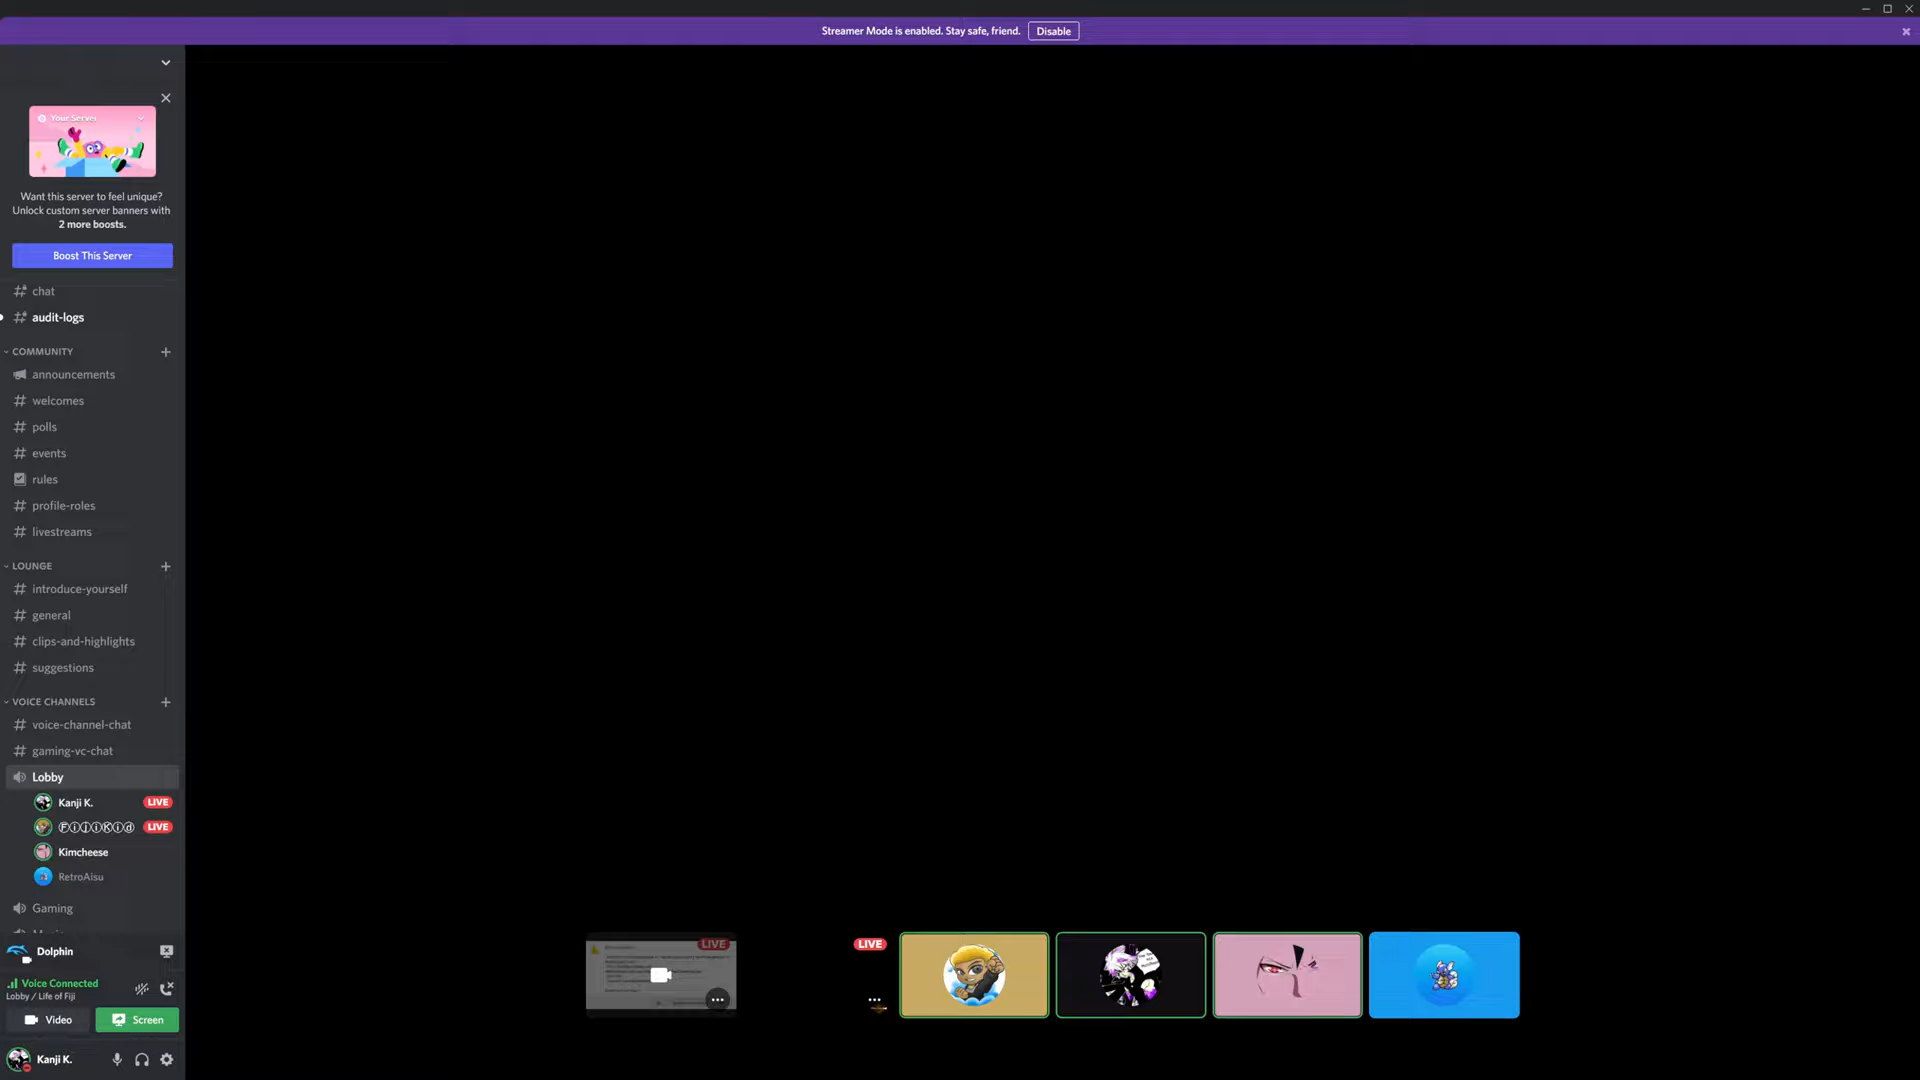 Streamer Mode is enabled. Stay safe, friend.
Disable
Your Server
Want this server to feel unique?
Unlock custom server banners with
2 more boosts.
Boost This Server
chat
audit-logs
COMMUNITY
announcements
welcomes
polls
events
rules
profile-roles
livestreams
LOUNGE
introduce-yourself
general
clips-and-highlights
suggestions
VOICE CHANNELS
voice-channel-chat
gaming-vc-chat
Lobby
Kanji K. LIVE
ⒻⒾⒿⒾⓀⓘⓓ LIVE
Kimcheese
RetroAisu
Gaming
Dolphin
Voice Connected
Lobby / Life of Fiji
Video
Screen
Kanji K.
LIVE
LIVE